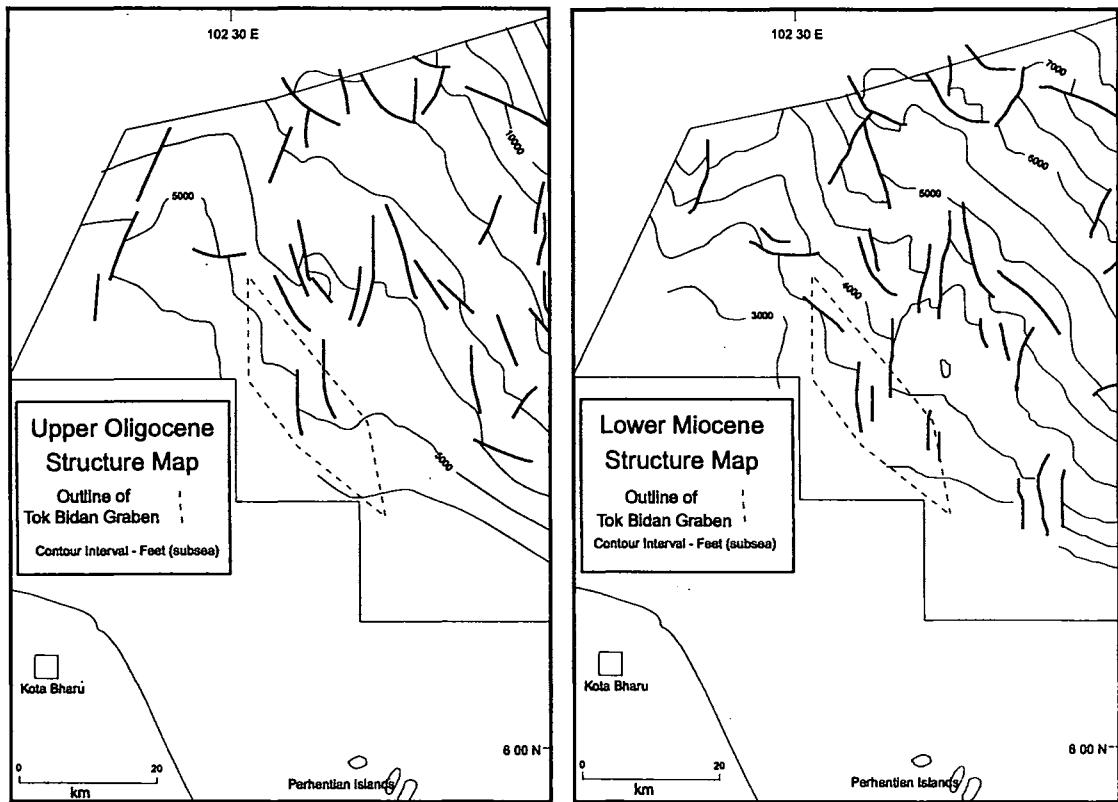 102 30 E
10000
5000
5000
Upper Oligocene
Structure Map
Outline of
Tok Bidan Graben
Contour Interval - Feet (subsea)
Kota Bharu
6 00 N
0 20
km
Perhentian Islands
102 30 E
7000
6000
5000
4000
3000
Lower Miocene
Structure Map
Outline of
Tok Bidan Graben
Contour Interval - Feet (subsea)
Kota Bharu
6 00 N
0 20
km
Perhentian Islands